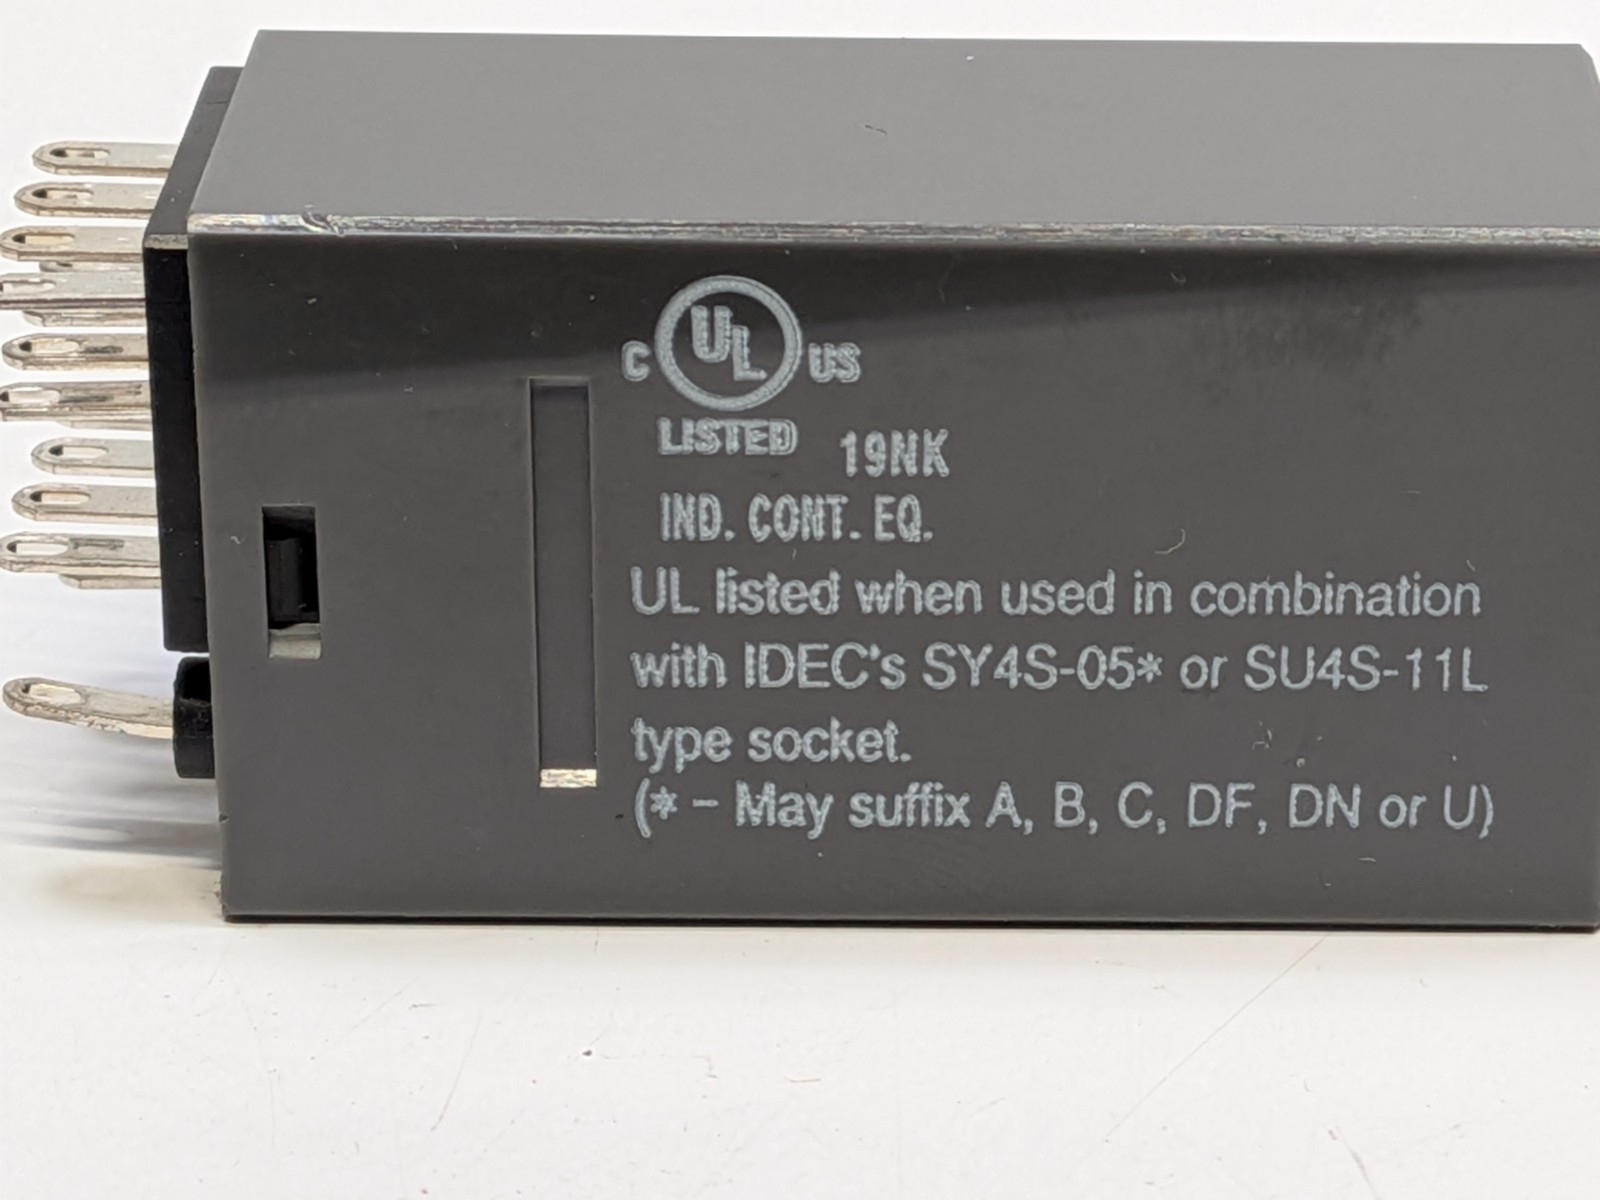 C UL US
LISTED 19NK
IND. CONT. EQ.
UL listed when used in combination
with IDEC's SY4S-05* or SU4S-11L
type socket.
(* – May suffix A, B, C, DF, DN or U)